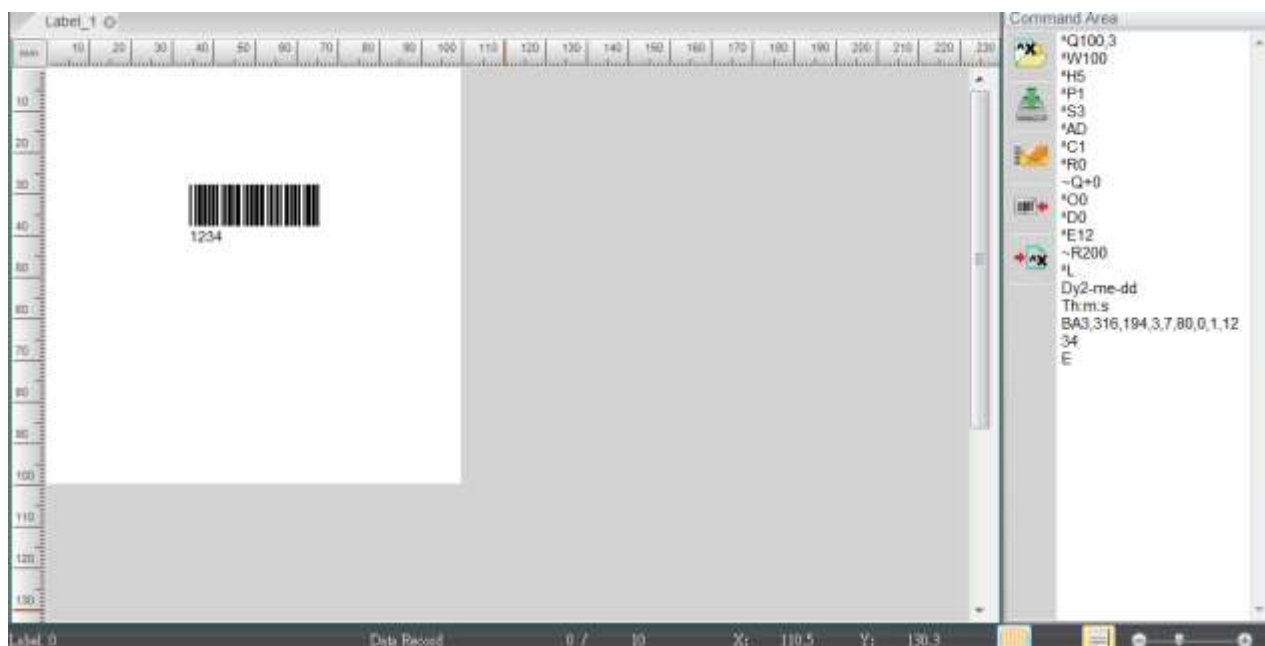 Label_1
Command Area
mm
10 20 30 40 50 60 70 80 90 100 110 120 130 140 150 160 170 180 190 200 210 220 230
10
20
30
40
50
60
70
80
90
100
110
120
130
1234
^Q100,3
^W100
^H5
^P1
^S3
^AD
^C1
^R0
~Q+0
^O0
^D0
^E12
~R200
^L
Dy2-me-dd
Th:m:s
BA3,316,194,3,7,80,0,1,12
34
E
Label 0 Data Record 0 / 10 X: 110.5 Y: 130.3